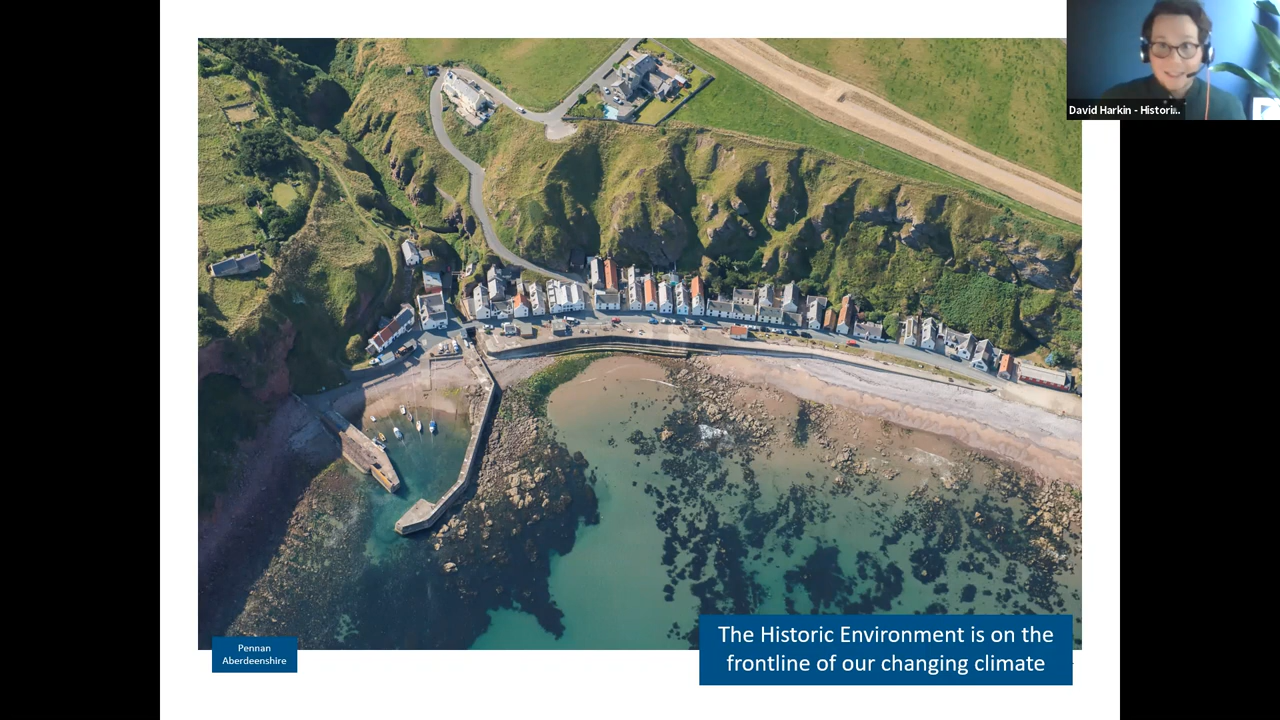 David Harkin - Histori...
Pennan
Aberdeenshire
The Historic Environment is on the
frontline of our changing climate